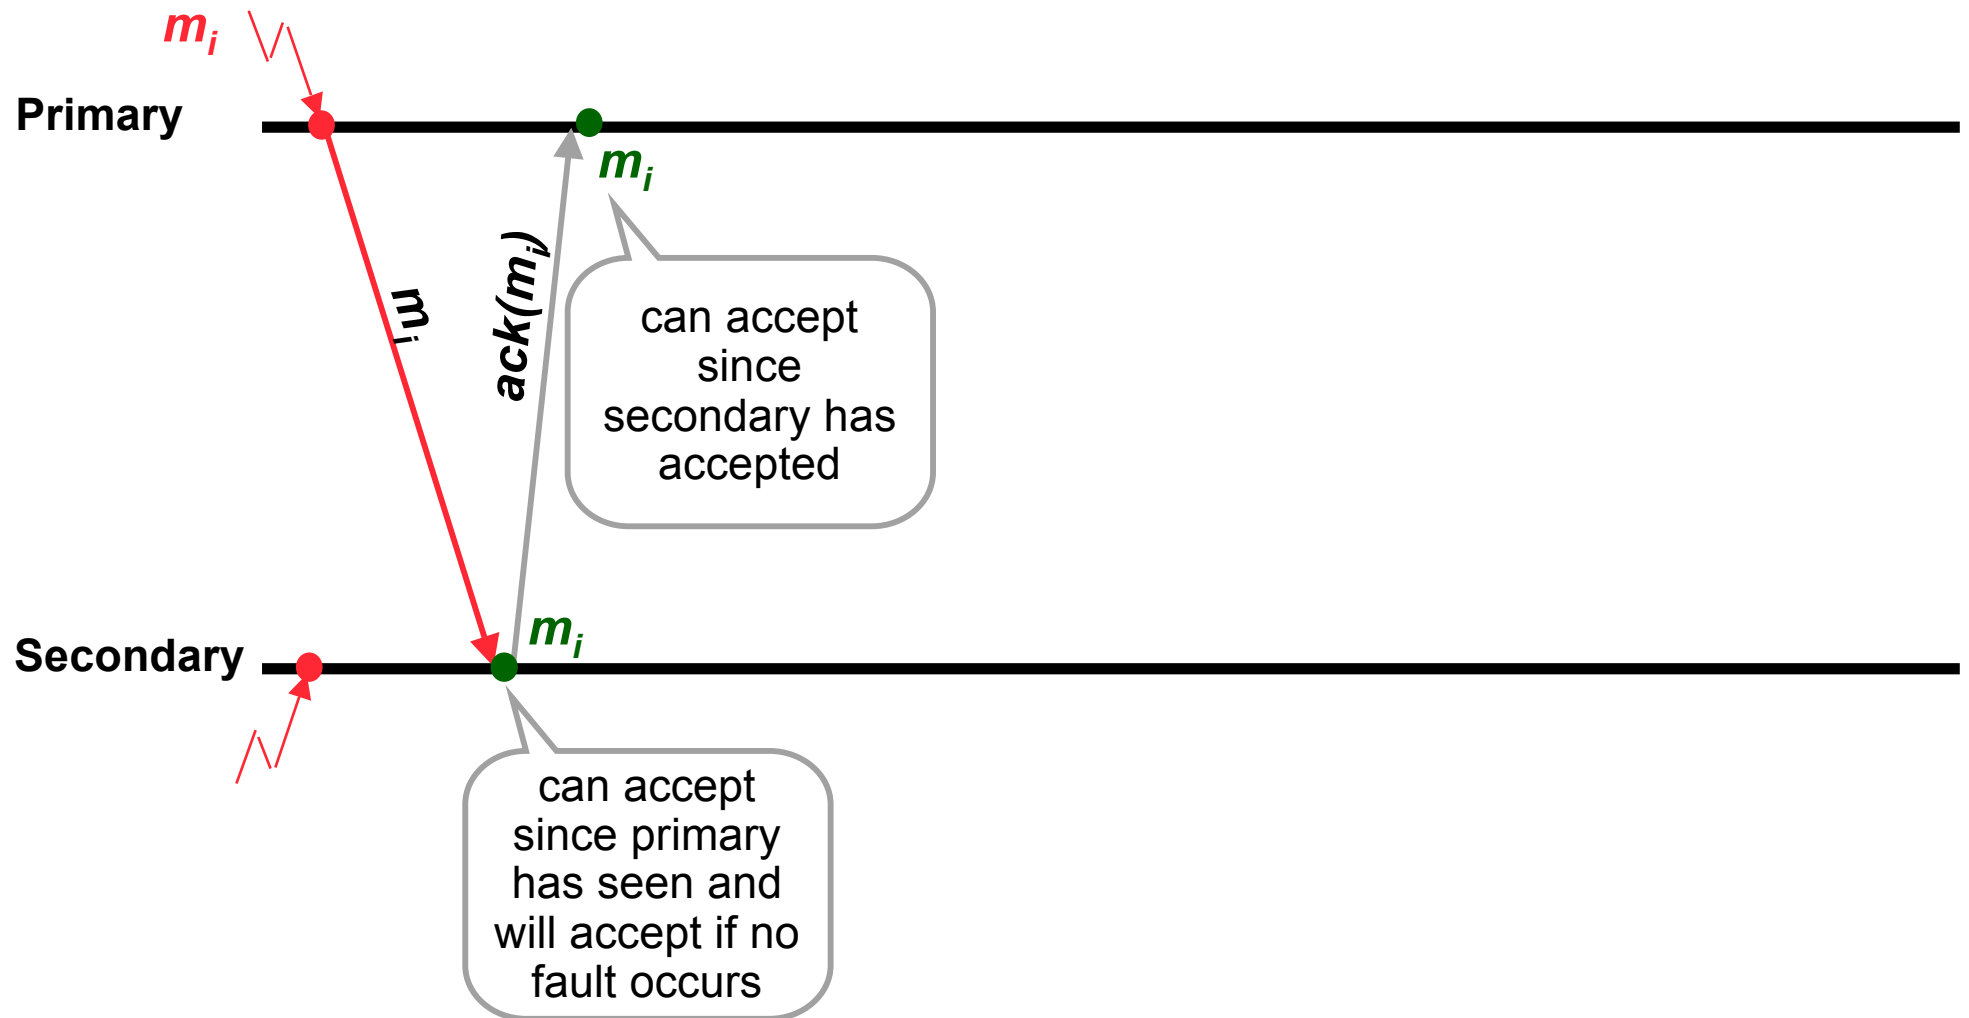 mi
Primary
mi
mi
ack(mi)
can accept
since
secondary has
accepted
mi
Secondary
can accept
since primary
has seen and
will accept if no
fault occurs